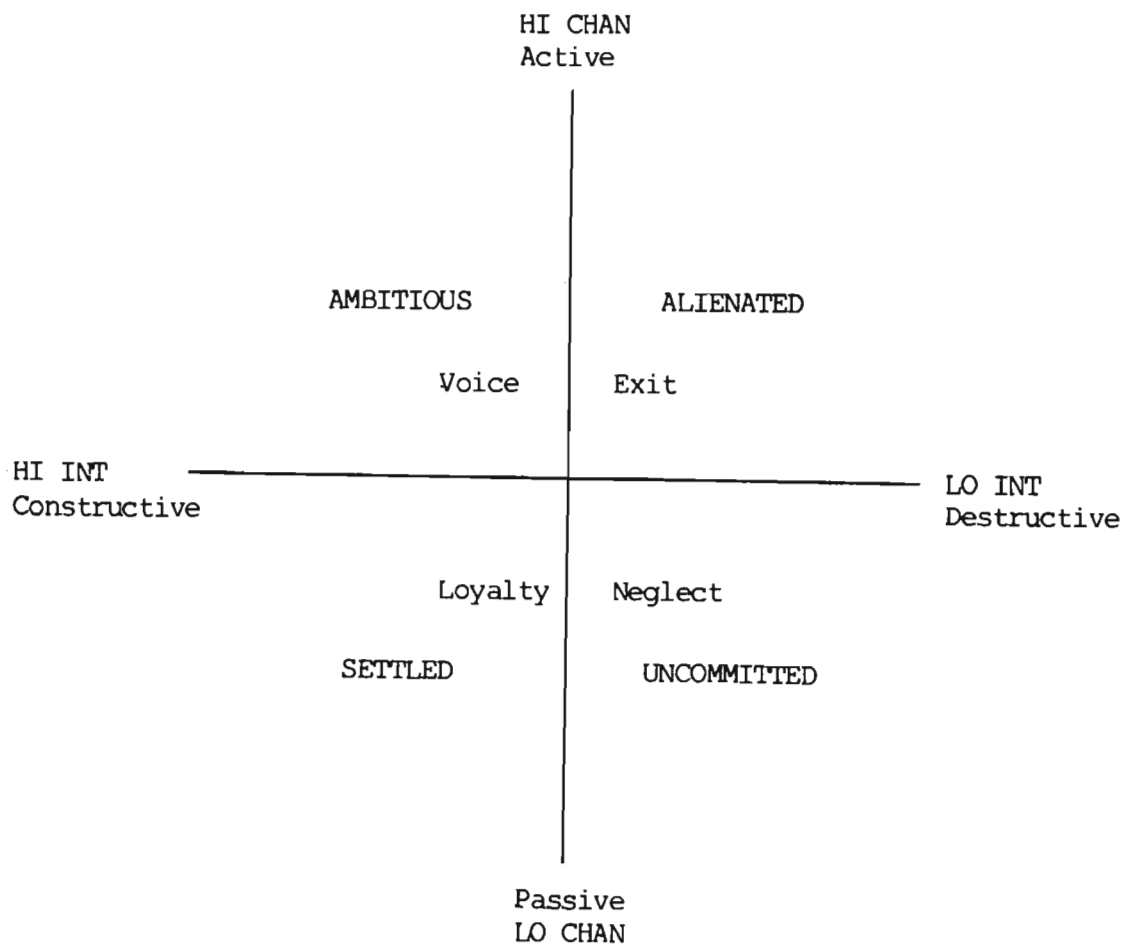 HI CHAN
Active
AMBITIOUS ALIENATED
Voice Exit
HI INT
Constructive
LO INT
Destructive
Loyalty Neglect
SETTLED UNCOMMITTED
Passive
LO CHAN